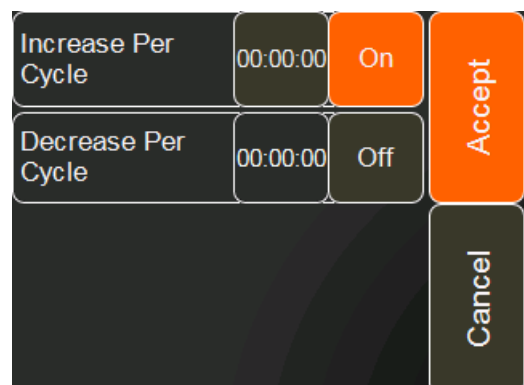 Increase Per
Cycle
00:00:00
On
Decrease Per
Cycle
00:00:00
Off
Accept
Cancel